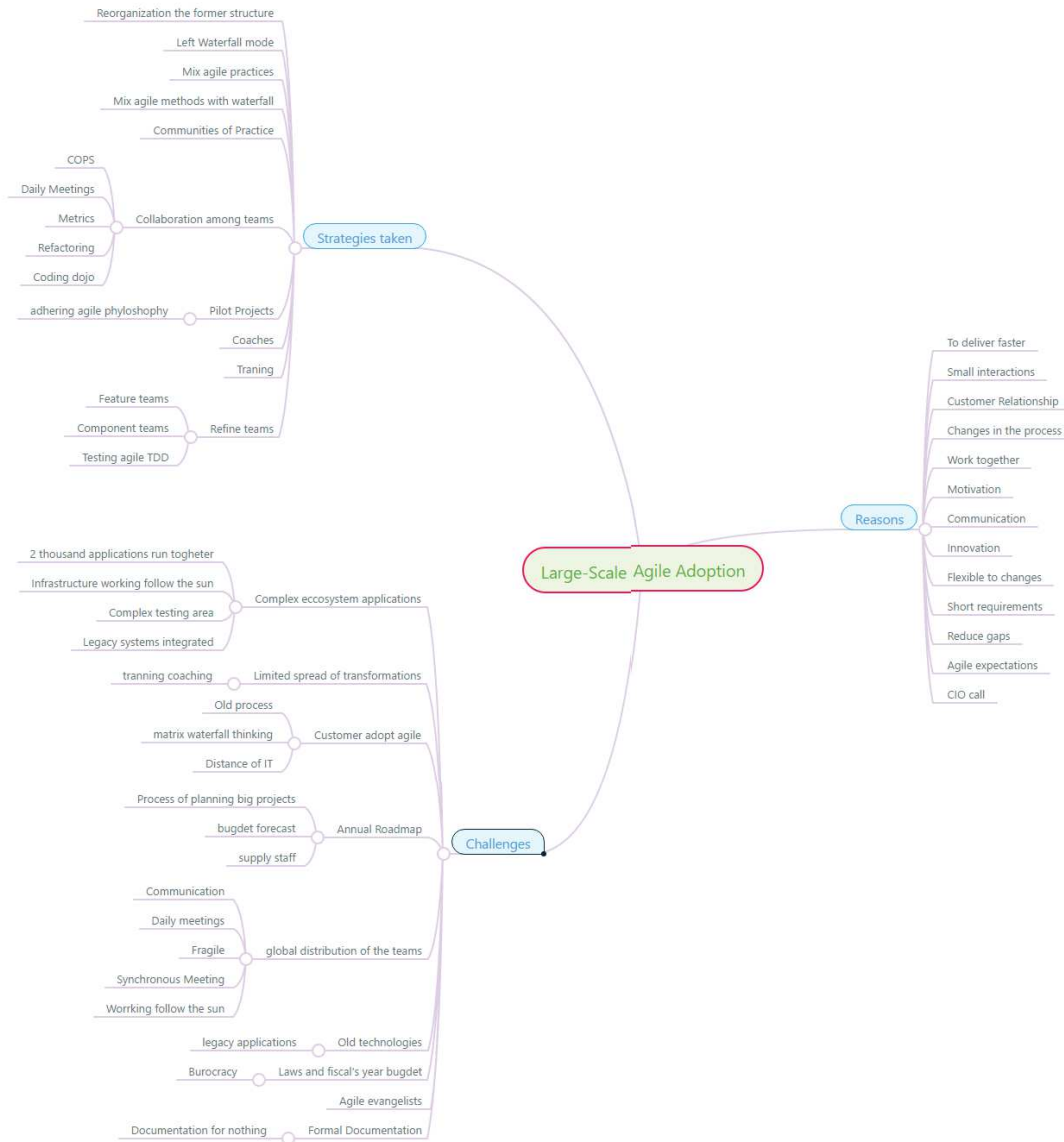 Large-Scale Agile Adoption
Strategies taken
Reorganization the former structure
Left Waterfall mode
Mix agile practices
Mix agile methods with waterfall
Communities of Practice
Collaboration among teams
COPS
Daily Meetings
Metrics
Refactoring
Coding dojo
Pilot Projects
adhering agile phyloshophy
Coaches
Traning
Refine teams
Feature teams
Component teams
Testing agile TDD
Reasons
To deliver faster
Small interactions
Customer Relationship
Changes in the process
Work together
Motivation
Communication
Innovation
Flexible to changes
Short requirements
Reduce gaps
Agile expectations
CIO call
Challenges
Complex eccosystem applications
2 thousand applications run togheter
Infrastructure working follow the sun
Complex testing area
Legacy systems integrated
Limited spread of transformations
tranning coaching
Customer adopt agile
Old process
matrix waterfall thinking
Distance of IT
Annual Roadmap
Process of planning big projects
bugdet forecast
supply staff
global distribution of the teams
Communication
Daily meetings
Fragile
Synchronous Meeting
Worrking follow the sun
Old technologies
legacy applications
Laws and fiscal's year bugdet
Burocracy
Agile evangelists
Formal Documentation
Documentation for nothing